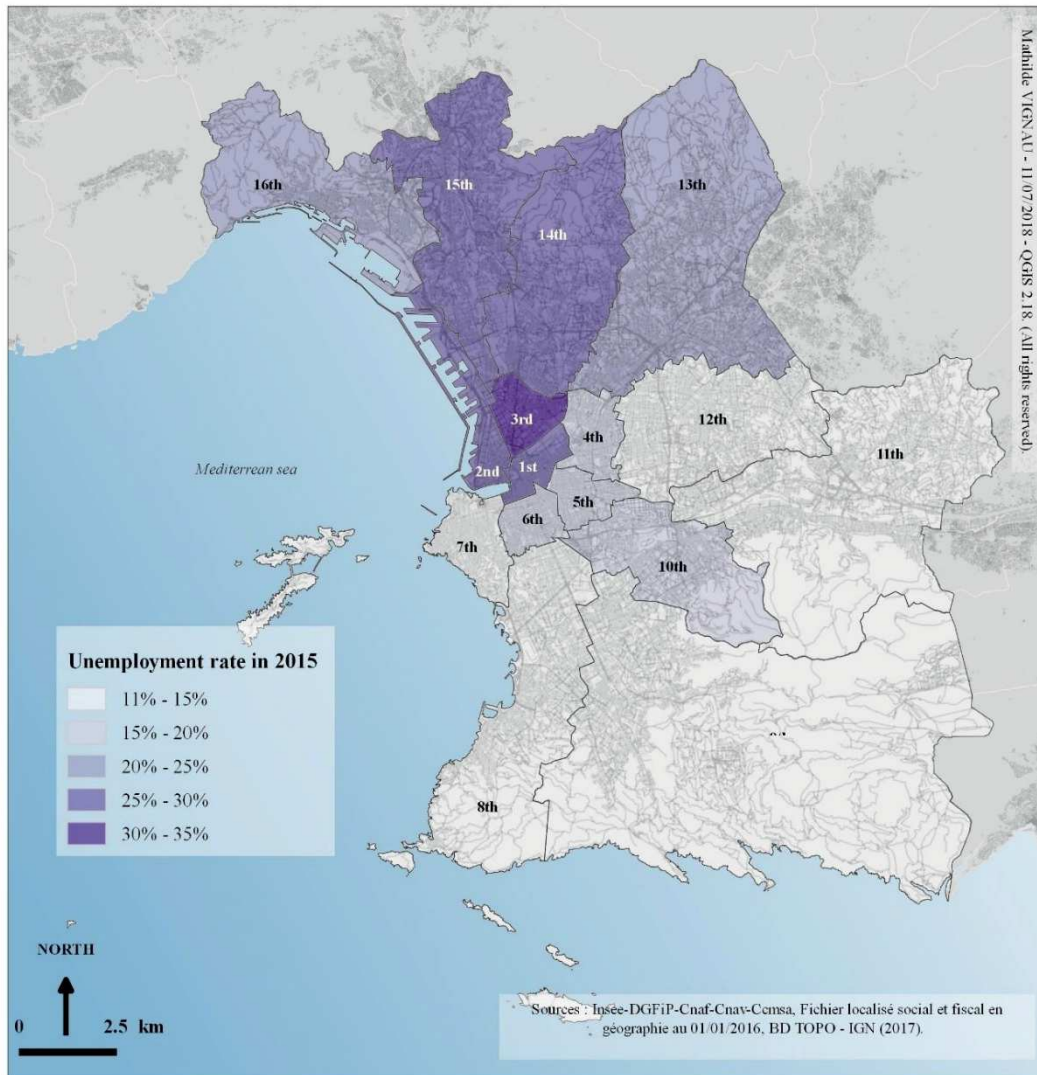 Mathilde VIGNAU - 11/07/2018 - QGIS 2.18. (All rights reserved).
16th
15th
14th
13th
3rd
4th
12th
11th
2nd
1st
5th
6th
7th
10th
8th
Mediterrean sea
Unemployment rate in 2015
11% - 15%
15% - 20%
20% - 25%
25% - 30%
30% - 35%
NORTH
0 2.5 km
Sources : Insée-DGFiP-Cnaf-Cnav-Ccmsa, Fichier localisé social et fiscal en
géographie au 01/01/2016, BD TOPO - IGN (2017).